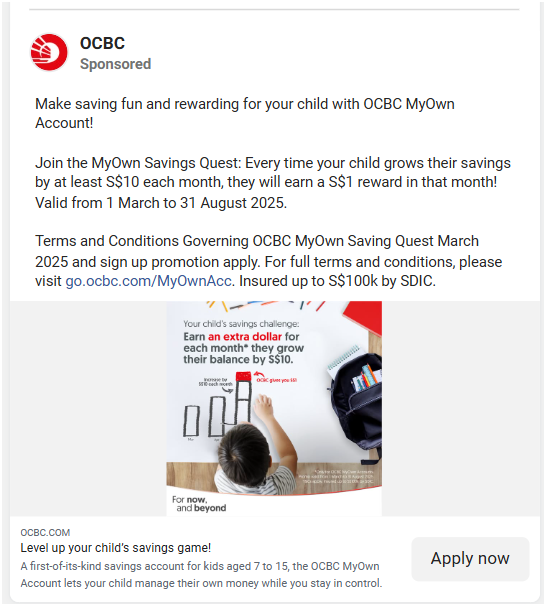 OCBC
Sponsored
Make saving fun and rewarding for your child with OCBC MyOwn
Account!
Join the MyOwn Savings Quest: Every time your child grows their savings
by at least S$10 each month, they will earn a S$1 reward in that month!
Valid from 1 March to 31 August 2025.
Terms and Conditions Governing OCBC MyOwn Saving Quest March
2025 and sign up promotion apply. For full terms and conditions, please
visit go.ocbc.com/MyOwnAcc. Insured up to S$100k by SDIC.
Your child's savings challenge:
Earn an extra dollar for
each month* they grow
their balance by S$10.
Increase by
S$10 each month
OCBC gives you S$1
For now,
and beyond
OCBC.COM
Level up your child's savings game!
A first-of-its-kind savings account for kids aged 7 to 15, the OCBC MyOwn
Account lets your child manage their own money while you stay in control.
Apply now